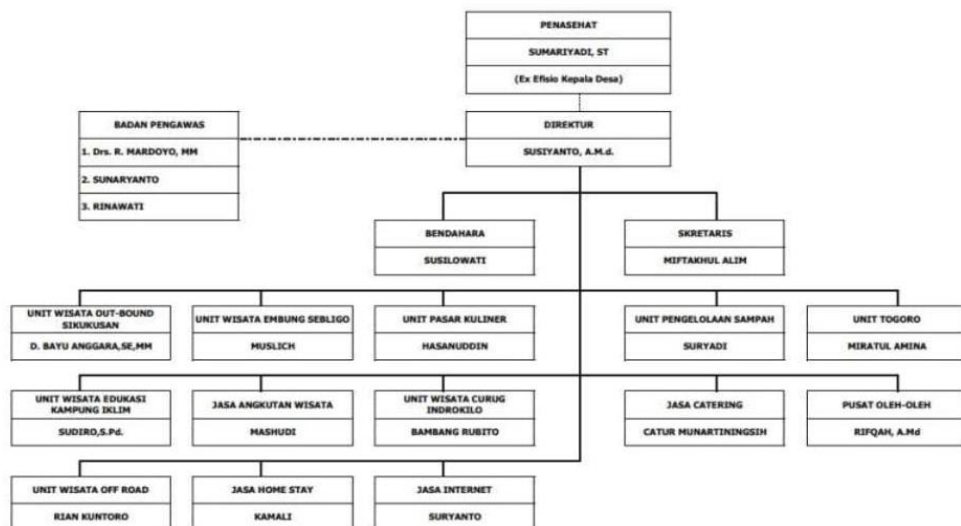 PENASEHAT
SUMARIYADI, ST
(Ex Efisio Kepala Desa)
BADAN PENGAWAS
1. Drs. R. MARDOYO, MM
2. SUNARYANTO
3. RINAWATI
DIREKTUR
SUSIYANTO, A.M.d.
BENDAHARA
SUSILOWATI
SKRETARIS
MIFTAKHUL ALIM
UNIT WISATA OUT-BOUND
SIKUKUSAN
D. BAYU ANGGARA,SE,MM
UNIT WISATA EMBUNG SEBLIGO
MUSLICH
UNIT PASAR KULINER
HASANUDDIN
UNIT PENGELOLAAN SAMPAH
SURYADI
UNIT TOGORO
MIRATUL AMINA
UNIT WISATA EDUKASI
KAMPUNG IKLIM
SUDIRO,S.Pd.
JASA ANGKUTAN WISATA
MASHUDI
UNIT WISATA CURUG
INDROKILO
BAMBANG RUBITO
JASA CATERING
CATUR MUNARTININGSIH
PUSAT OLEH-OLEH
RIFQAH, A.Md
UNIT WISATA OFF ROAD
RIAN KUNTORO
JASA HOME STAY
KAMALI
JASA INTERNET
SURYANTO